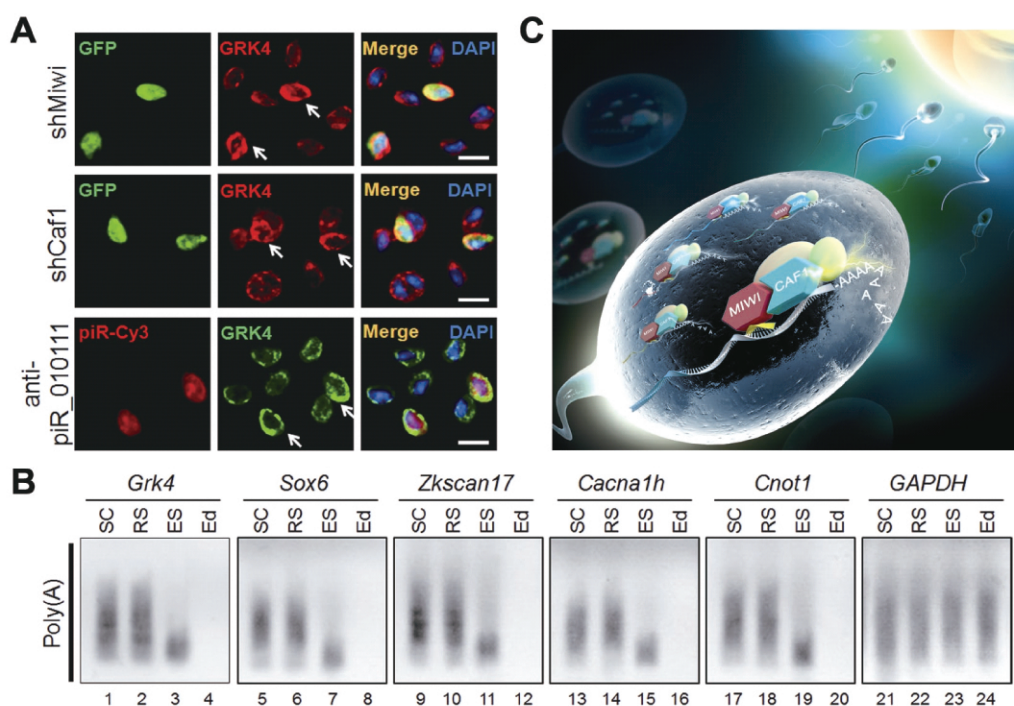 A
GFP
GRK4
Merge
DAPI
shMiwi
GFP
GRK4
Merge
DAPI
shCaf1
piR-Cy3
GRK4
Merge
DAPI
anti-
piR_010111
C
MIWI
CAF1
-AAAA
A
A
A
A
B
Grk4
Sox6
Zkscan17
Cacna1h
Cnot1
GAPDH
SC RS ES Ed SC RS ES Ed SC RS ES Ed SC RS ES Ed SC RS ES Ed SC RS ES Ed
Poly(A)
1 2 3 4 5 6 7 8 9 10 11 12 13 14 15 16 17 18 19 20 21 22 23 24